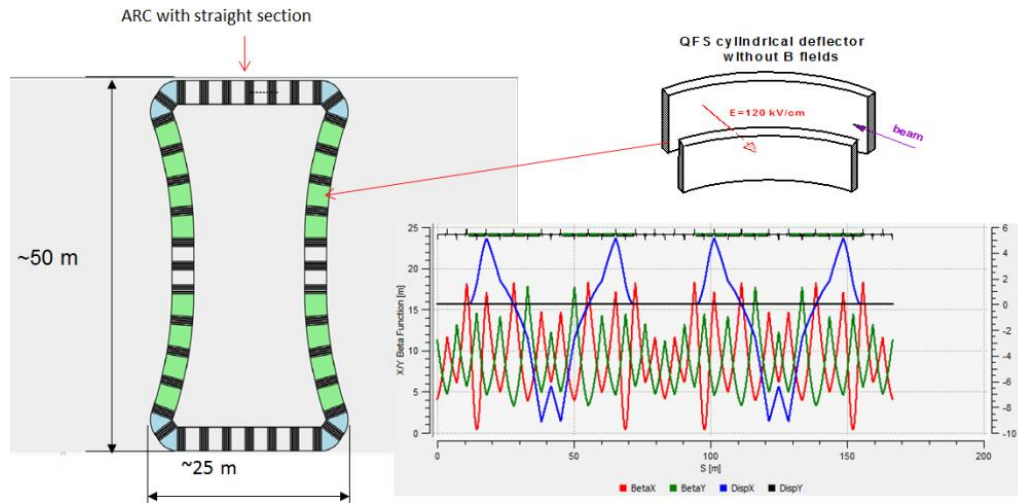 ARC with straight section
QFS cylindrical deflector
without B fields
E=120 kV/cm
beam
~50 m
~25 m
25
20
15
10
5
0
X/Y Beta Function [m]
6
4
2
0
-2
-4
-6
-8
-10
0
50
100
150
200
S [m]
BetaX
BetaY
DispX
DispY